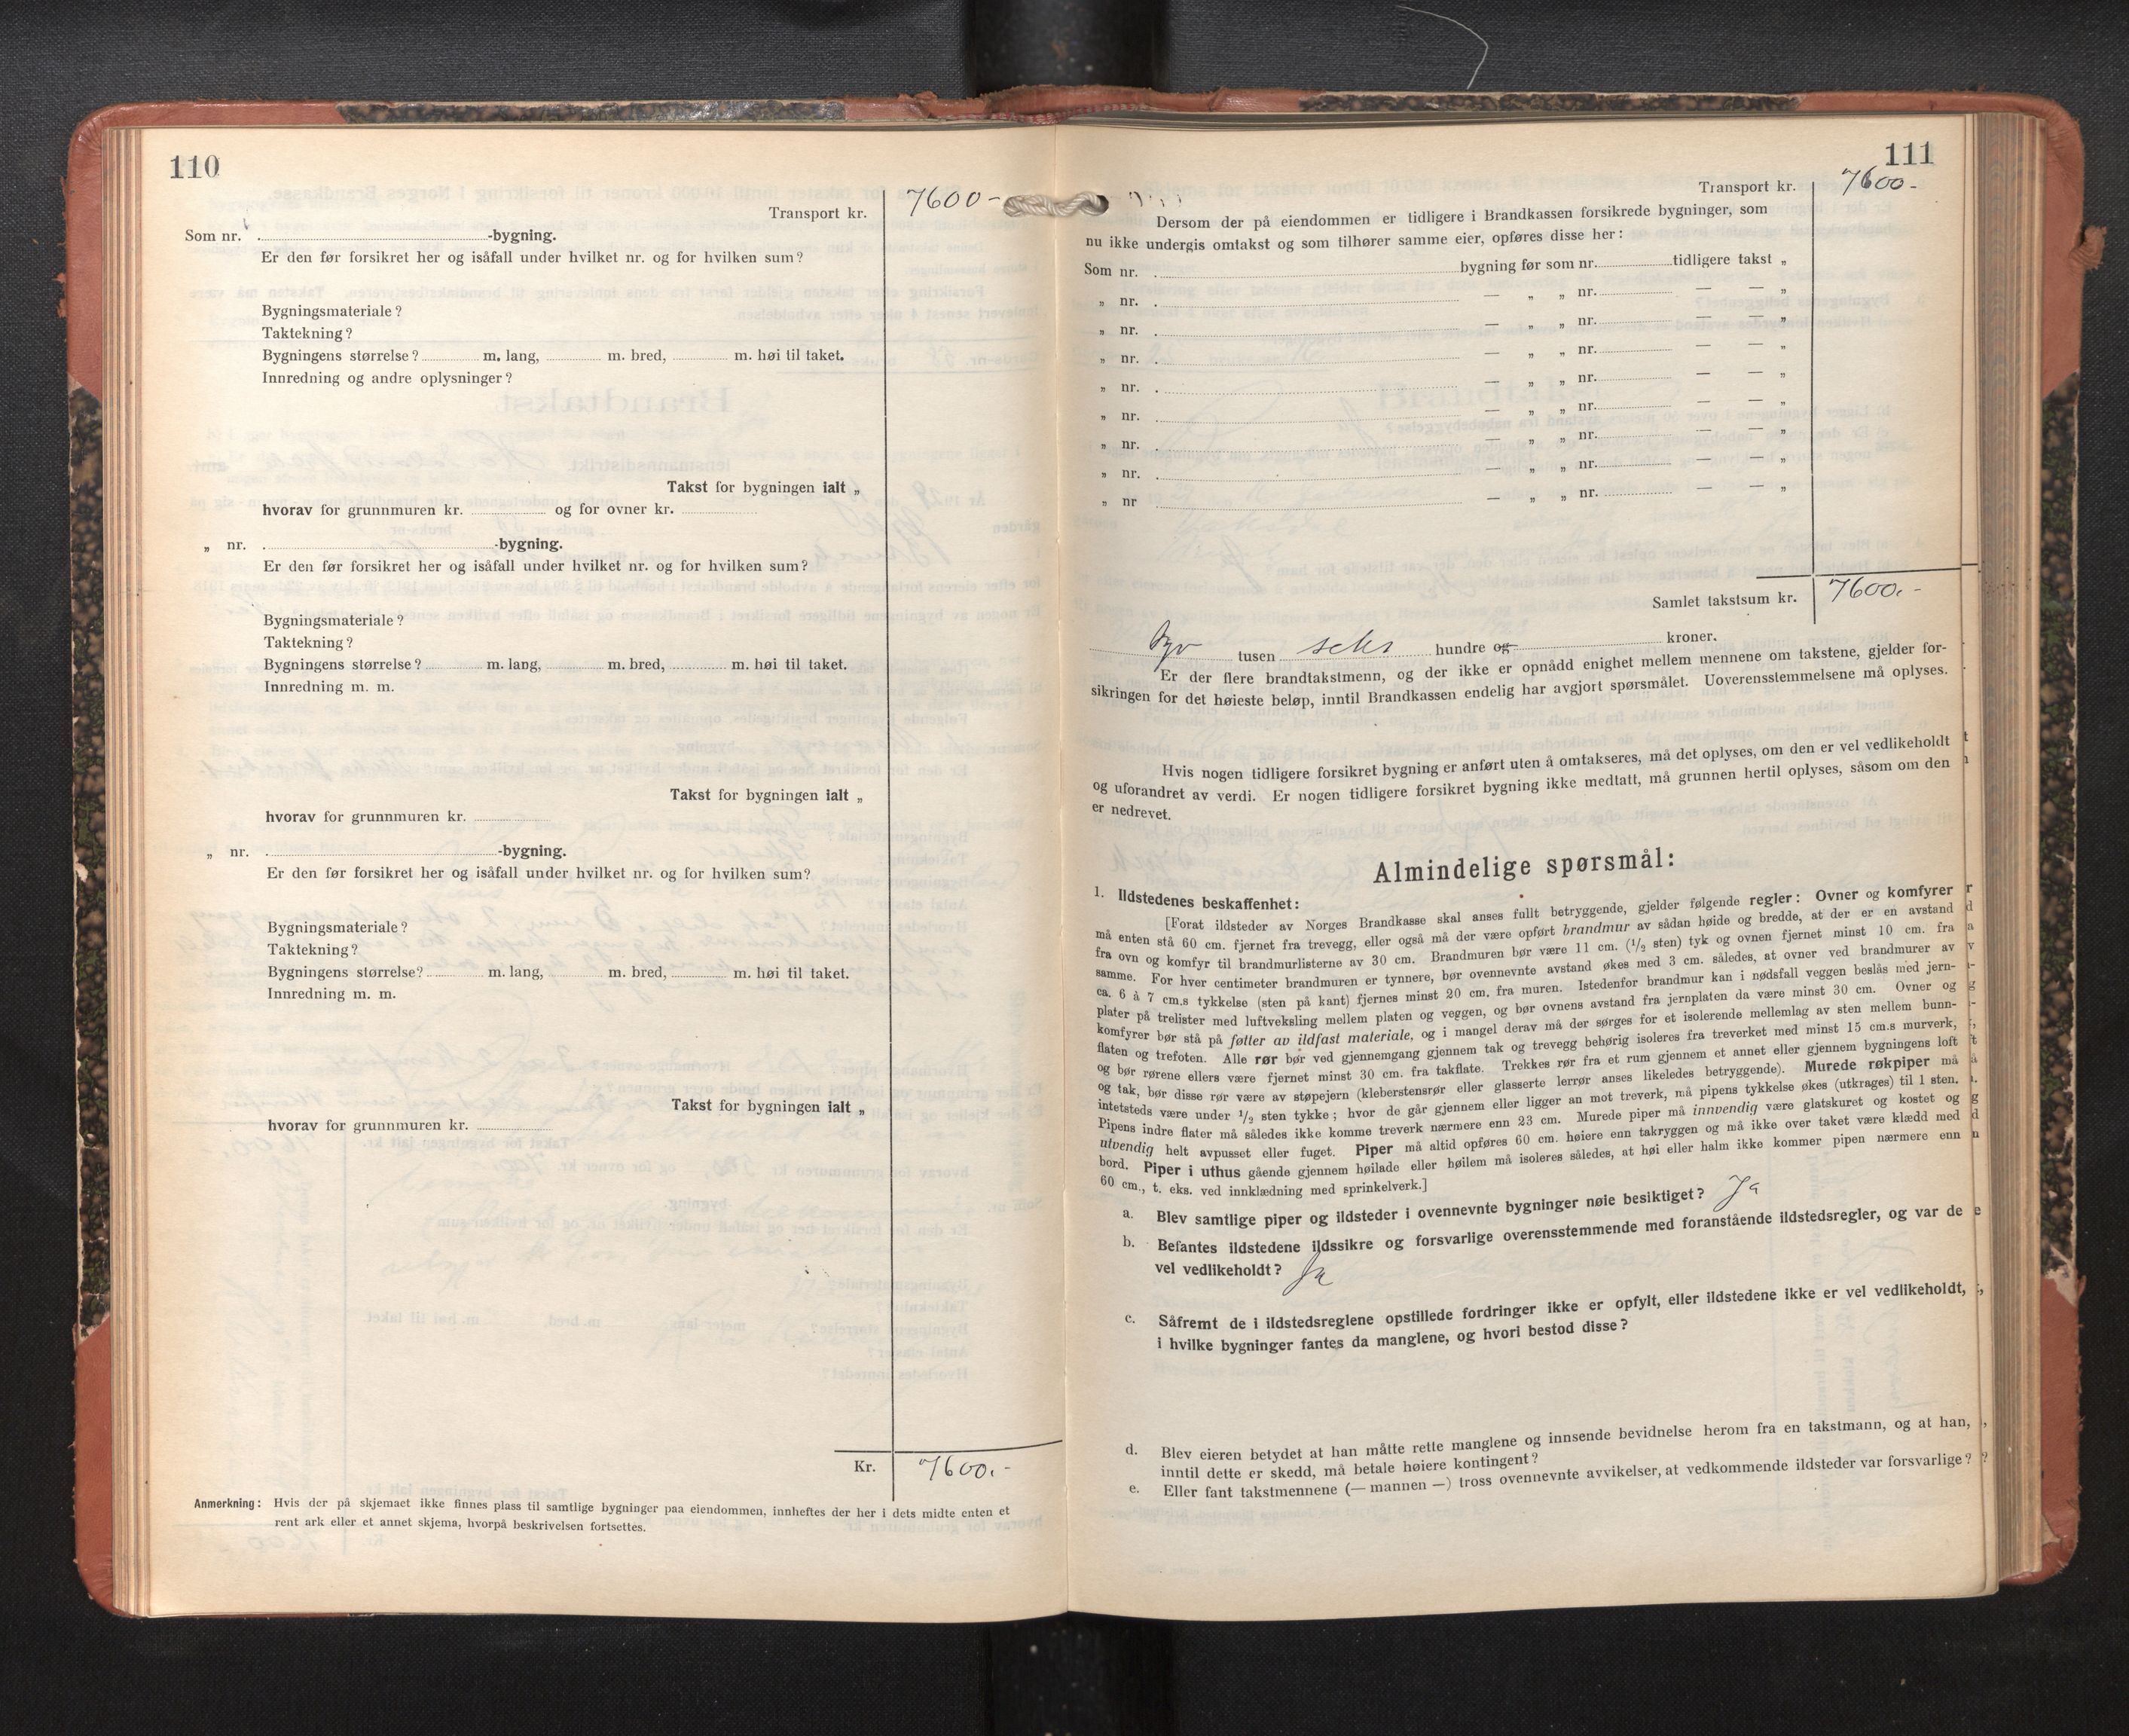 110
Transport kr. 7600-
Som nr. -bygning.
Er den før forsikret her og isåfall under hvilket nr. og for hvilken sum?
Bygningsmateriale?
Taktekning?
Bygningens størrelse? m. lang, m. bred, m. høi til taket.
Innredning og andre oplysninger?
Takst for bygningen ialt „
hvorav for grunnmuren kr. og for ovner kr.
„ nr. -bygning.
Er den før forsikret her og isåfall under hvilket nr. og for hvilken sum?
Bygningsmateriale?
Taktekning?
Bygningens størrelse? m. lang, m. bred, m. høi til taket.
Innredning m. m.
Takst for bygningen ialt „
hvorav for grunnmuren kr.
„ nr. -bygning.
Er den før forsikret her og isåfall under hvilket nr. og for hvilken sum?
Bygningsmateriale?
Taktekning?
Bygningens størrelse? m. lang, m. bred, m. høi til taket.
Innredning m. m.
Takst for bygningen ialt „
hvorav for grunnmuren kr.
Kr. 7600.-
Anmerkning: Hvis der på skjemaet ikke finnes plass til samtlige bygninger paa eiendommen, innheftes der her i dets midte enten et
rent ark eller et annet skjema, hvorpå beskrivelsen fortsettes.
111
Transport kr. 7600-
Dersom der på eiendommen er tidligere i Brandkassen forsikrede bygninger, som
nu ikke undergis omtakst og som tilhører samme eier, opføres disse her:
Som nr. bygning før som nr. tidligere takst „
„ nr. — „ „ nr. — — „
„ nr. — „ „ nr. — — „
„ nr. — „ „ nr. — — „
„ nr. — „ „ nr. — — „
„ nr. — „ „ nr. — — „
„ nr. — „ „ nr. — — „
„ nr. — „ „ nr. — — „
„ nr — „ „ nr. — — „
Samlet takstsum kr. 7600.-
Syv tusen seks hundre og kroner.
Er der flere brandtakstmenn, og der ikke er opnådd enighet mellem mennene om takstene, gjelder for-
sikringen for det høieste beløp, inntil Brandkassen endelig har avgjort spørsmålet. Uoverensstemmelsene må oplyses.
Hvis nogen tidligere forsikret bygning er anført uten å omtakseres, må det oplyses, om den er vel vedlikeholdt
og uforandret av verdi. Er nogen tidligere forsikret bygning ikke medtatt, må grunnen hertil oplyses, såsom om den
er nedrevet.
Almindelige spørsmål:
1. Ildstedenes beskaffenhet:
[Forat ildsteder av Norges Brandkasse skal anses fullt betryggende, gjelder følgende regler: Ovner og komfyrer
må enten stå 60 cm. fjernet fra trevegg, eller også må der være opført brandmur av sådan høide og bredde, at der er en avstand
fra ovn og komfyr til brandmurlisterne av 30 cm. Brandmuren bør være 11 cm. (1/2 sten) tyk og ovnen fjernet minst 10 cm. fra
samme. For hver centimeter brandmuren er tynnere, bør ovennevnte avstand økes med 3 cm. således, at ovner ved brandmurer av
ca. 6 à 7 cm.s tykkelse (sten på kant) fjernes minst 20 cm. fra muren. Istedenfor brandmur kan i nødsfall veggen beslås med jern-
plater på trelister med luftveksling mellem platen og veggen, og bør ovnens avstand fra jernplaten da være minst 30 cm. Ovner og
komfyrer bør stå på føtter av ildfast materiale, og i mangel derav må der sørges for et isolerende mellemlag av sten mellem bunn-
flaten og trefoten. Alle rør bør ved gjennemgang gjennem tak og trevegg behørig isoleres fra treverket med minst 15 cm.s murverk,
og bør rørene ellers være fjernet minst 30 cm. fra takflate. Trekkes rør fra et rum gjennem et annet eller gjennem bygningens loft
og tak, bør disse rør være av støpejern (kleberstensrør eller glasserte lerrør anses likeledes betryggende). Murede røkpiper må
intetsteds være under 1/2 sten tykke; hvor de går gjennem eller ligger an mot treverk, må pipens tykkelse økes (utkrages) til 1 sten.
Pipens indre flater må således ikke komme treverk nærmere enn 23 cm. Murede piper må innvendig være glatskuret og kostet og
utvendig helt avpusset eller fuget. Piper må altid opføres 60 cm. høiere enn takryggen og må ikke over taket være klædd med
bord. Piper i uthus gående gjennem høilade eller høilem må isoleres således, at høi eller halm ikke kommer pipen nærmere enn
60 cm., t. eks. ved innklædning med sprinkelverk.]
a. Blev samtlige piper og ildsteder i ovennevnte bygninger nøie besiktiget? Ja
b. Befantes ildstedene ildssikre og forsvarlige overensstemmende med foranstående ildstedsregler, og var de
vel vedlikeholdt? Ja
c. Såfremt de i ildstedsreglene opstillede fordringer ikke er opfylt, eller ildstedene ikke er vel vedlikeholdt,
i hvilke bygninger fantes da manglene, og hvori bestod disse?
d. Blev eieren betydet at han måtte rette manglene og innsende bevidnelse herom fra en takstmann, og at han,
inntil dette er skedd, må betale høiere kontingent?
e. Eller fant takstmennene (— mannen —) tross ovennevnte avvikelser, at vedkommende ildsteder var forsvarlige?